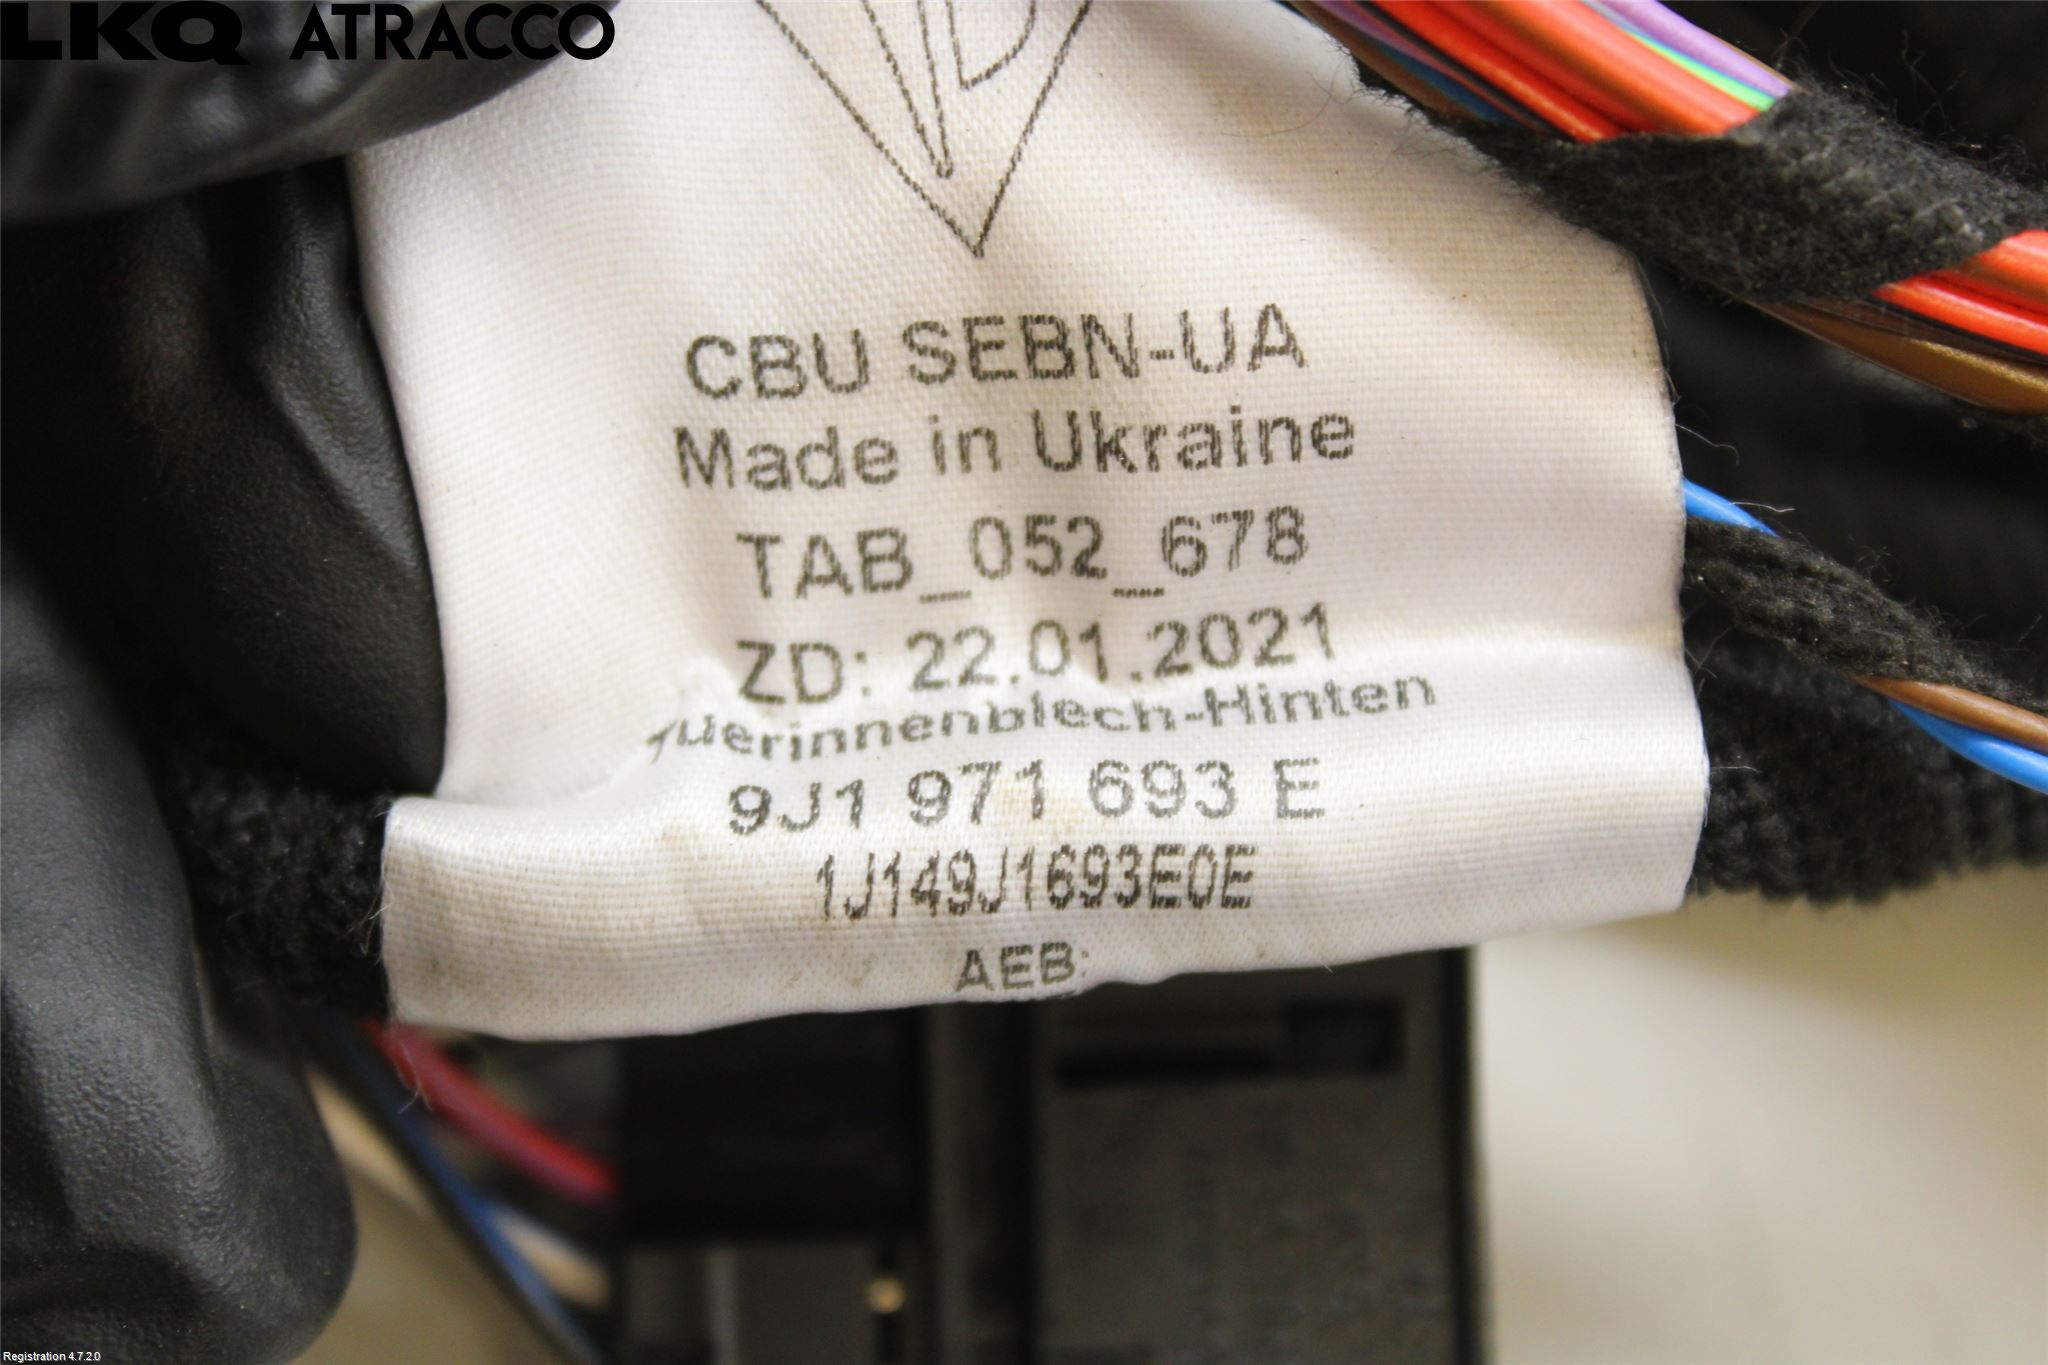 LKQ ATRACCO
CBU SEBN-UA
Made in Ukraine
TAB_052_678
ZD: 22.01.2021
Tuerinnenblech-Hinten
9J1 971 693 E
1J149J1693E0E
AEB:
Registration 4.7.2.0